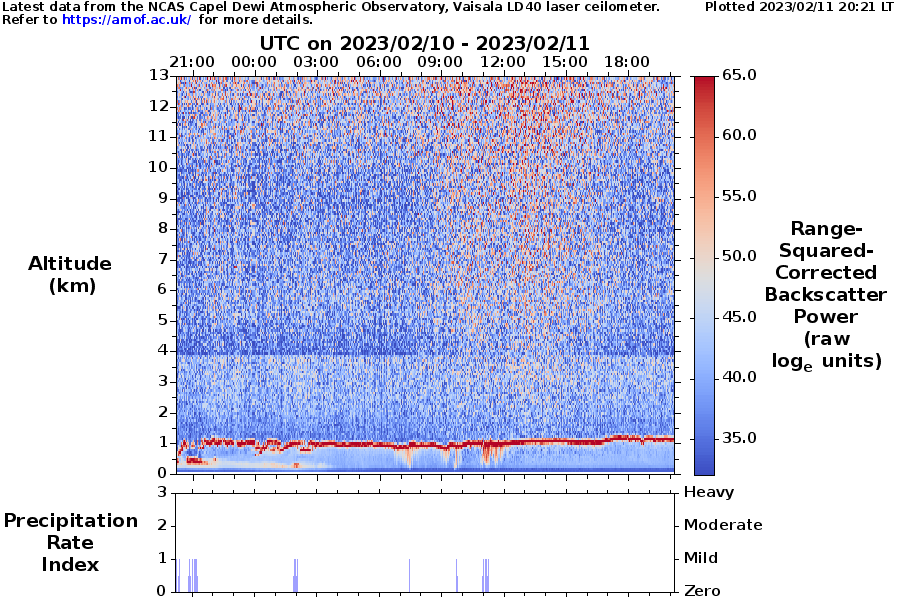 Latest data from the NCAS Capel Dewi Atmospheric Observatory, Vaisala LD40 laser ceilometer.
Plotted 2023/02/11 20:21 LT
Refer to https://amof.ac.uk/ for more details.
UTC on 2023/02/10 - 2023/02/11
21:00 00:00 03:00 06:00 09:00 12:00 15:00 18:00
13
12
11
10
9
8
7
6
5
4
3
2
1
0
Altitude
(km)
65.0
60.0
55.0
50.0
45.0
40.0
35.0
Range-
Squared-
Corrected
Backscatter
Power
(raw
loge units)
3
2
1
0
Precipitation
Rate
Index
Heavy
Moderate
Mild
Zero